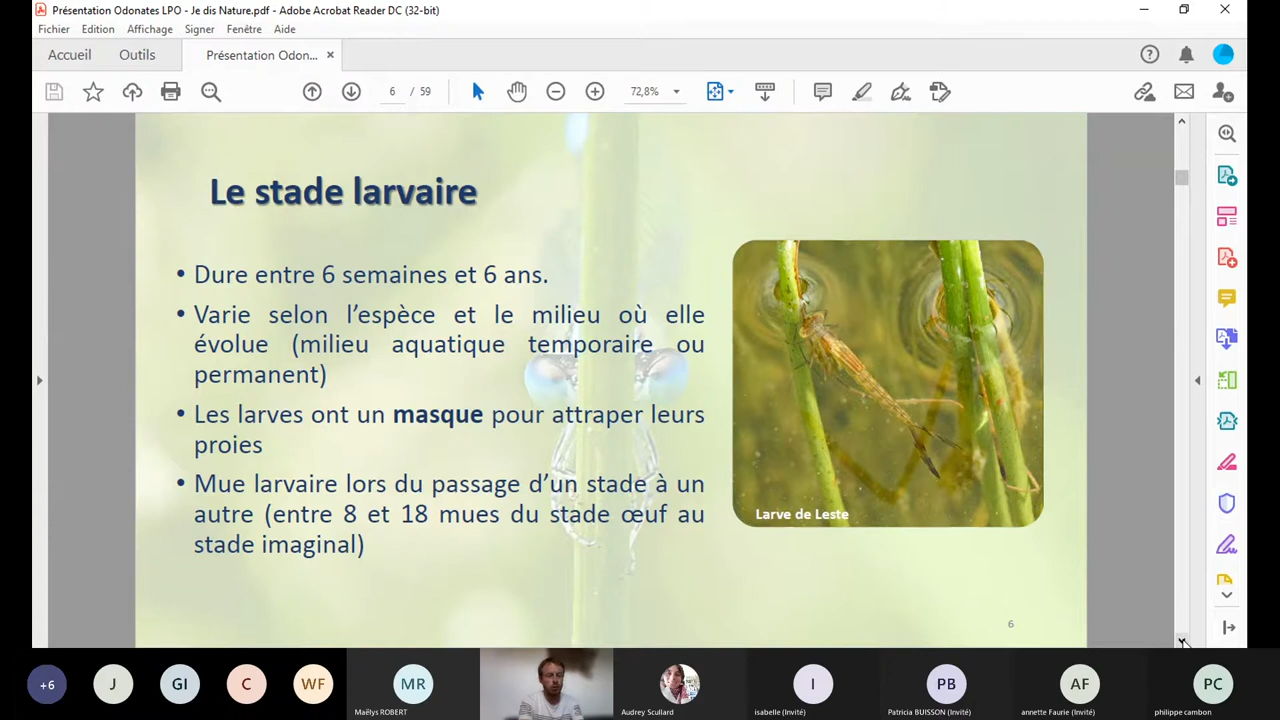 Présentation Odonates LPO - Je dis Nature.pdf - Adobe Acrobat Reader DC (32-bit)
Fichier Edition Affichage Signer Fenêtre Aide
Accueil Outils Présentation Odon... ×
6 / 59 72,8%
Le stade larvaire
• Dure entre 6 semaines et 6 ans.
• Varie selon l’espèce et le milieu où elle
évolue (milieu aquatique temporaire ou
permanent)
• Les larves ont un masque pour attraper leurs
proies
• Mue larvaire lors du passage d’un stade à un
autre (entre 8 et 18 mues du stade œuf au
stade imaginal)
Larve de Leste
6
+6 J GI C WF MR I PB AF PC
Maëlys ROBERT Audrey Scullard isabelle (Invité) Patricia BUISSON (Invité) annette Faurie (Invité) philippe cambon